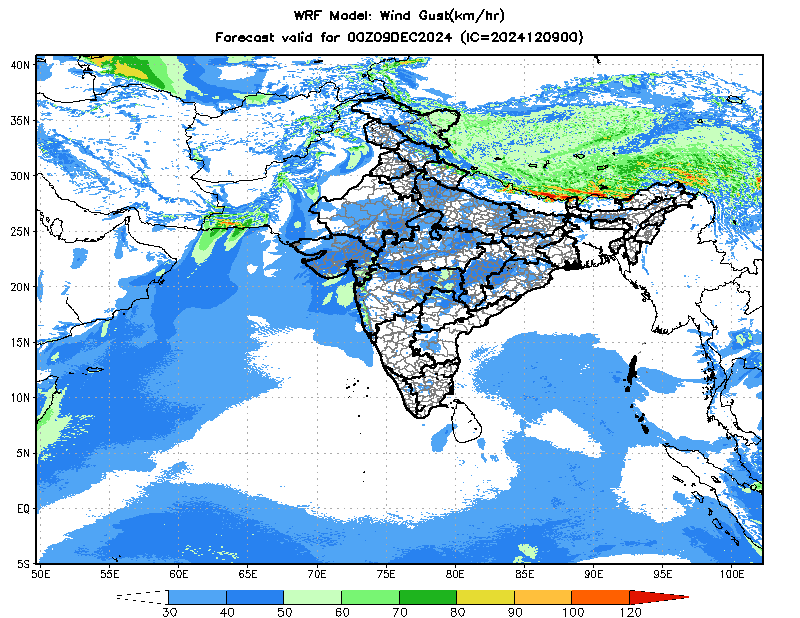 WRF Model: Wind Gust(km/hr)
Forecast valid for 00Z09DEC2024 (IC=2024120900)
40N
35N
30N
25N
20N
15N
10N
5N
EQ
5S
50E 55E 60E 65E 70E 75E 80E 85E 90E 95E 100E
30 40 50 60 70 80 90 100 120